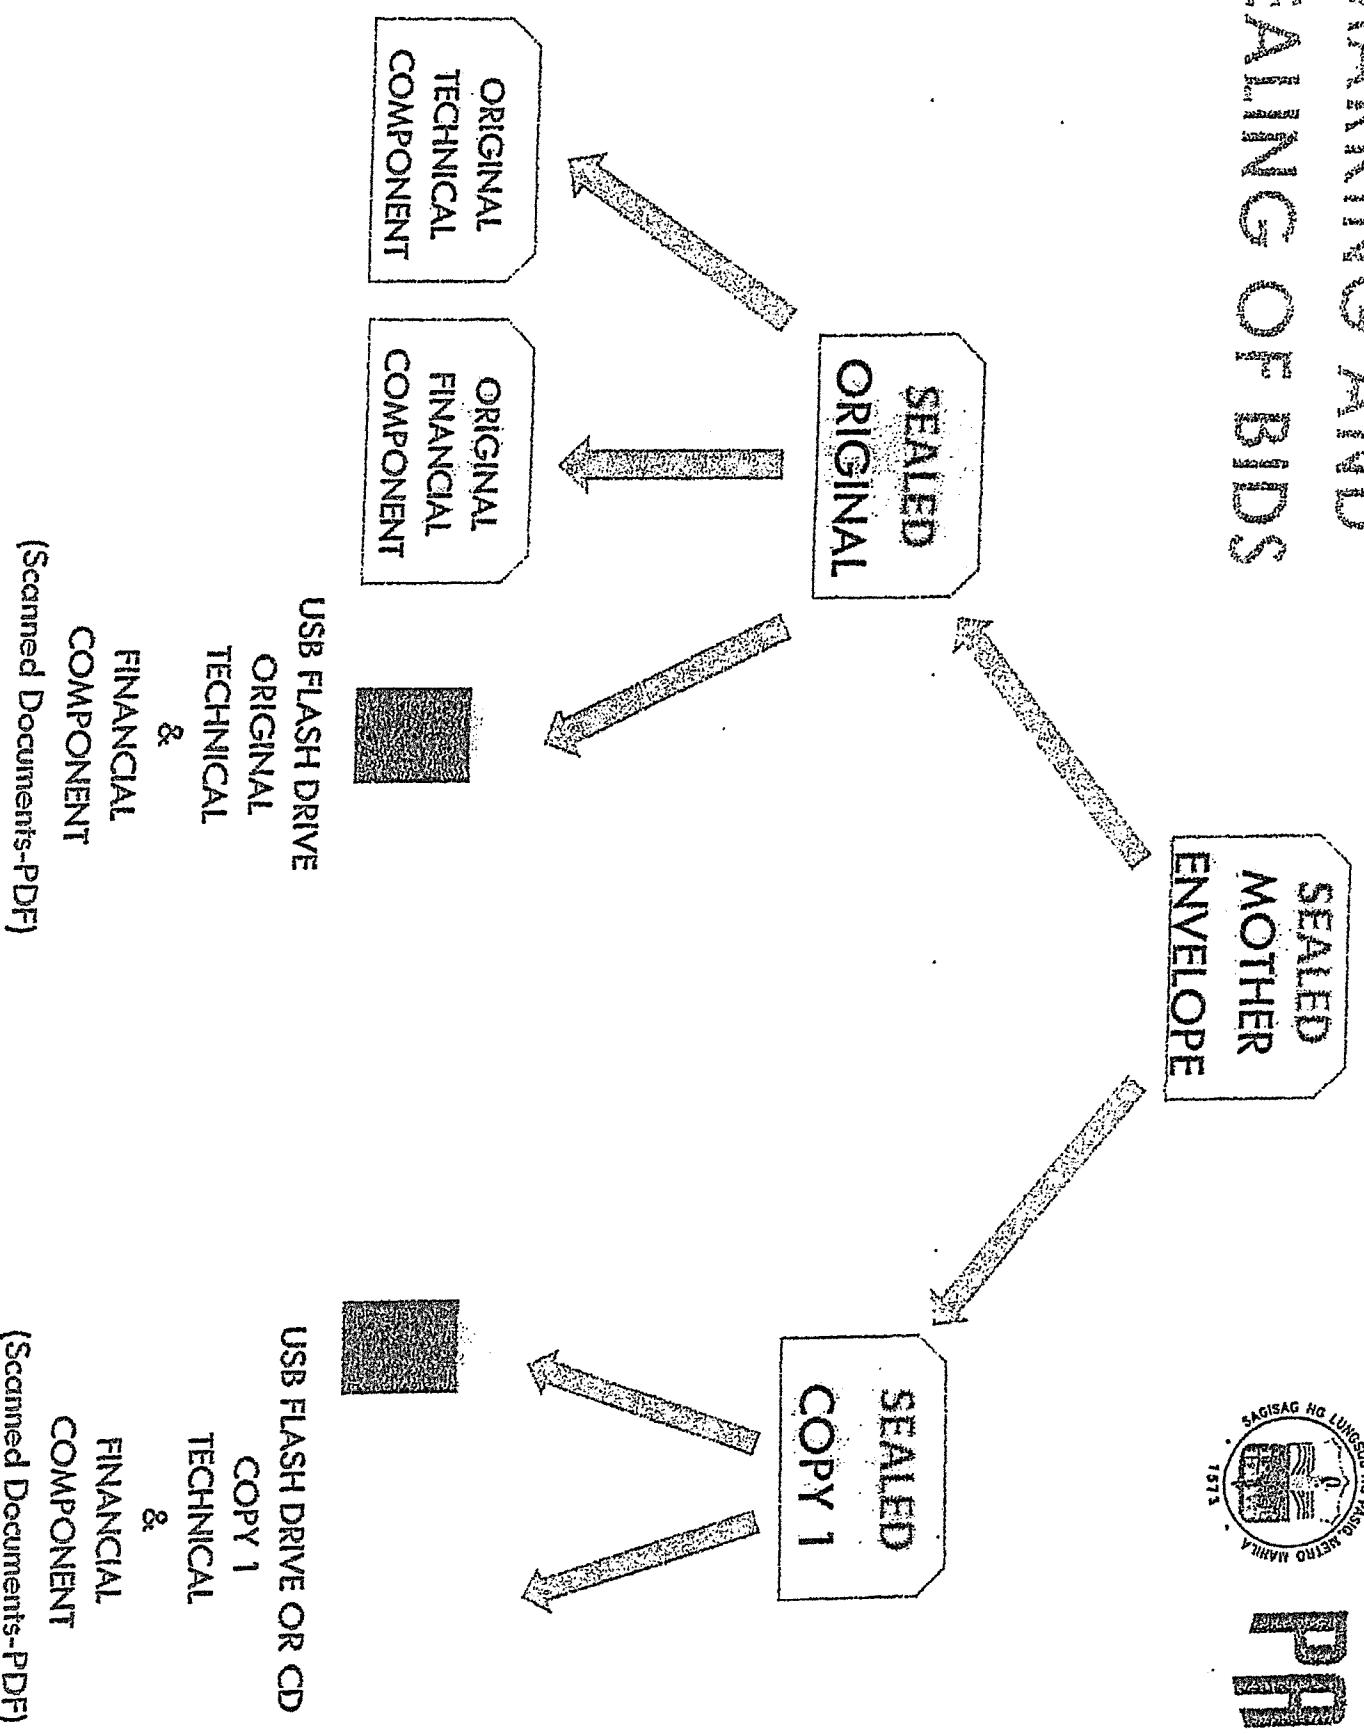 AND
EALING OF BIDS
SAGISAG NG LUNGSOD NG PASIG, METRO MANILA
1573
SEALED
MOTHER
ENVELOPE
SEALED
ORIGINAL
SEALED
COPY 1
ORIGINAL
TECHNICAL
COMPONENT
ORIGINAL
FINANCIAL
COMPONENT
USB FLASH DRIVE
ORIGINAL
TECHNICAL
&
FINANCIAL
COMPONENT
(Scanned Documents-PDF)
USB FLASH DRIVE OR CD
COPY 1
TECHNICAL
&
FINANCIAL
COMPONENT
(Scanned Documents-PDF)